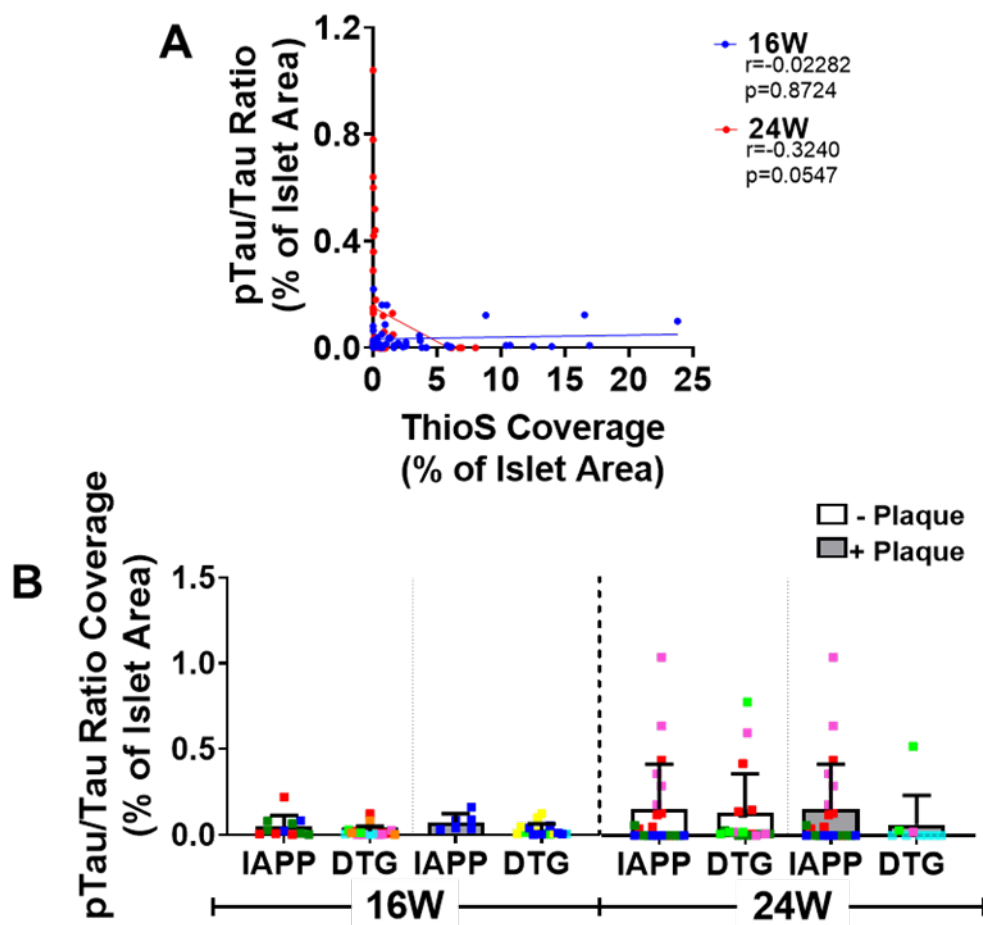 A
pTau/Tau Ratio
(% of Islet Area)
1.2
0.8
0.4
0.0
0 5 10 15 20 25
ThioS Coverage
(% of Islet Area)
16W
r=-0.02282
p=0.8724
24W
r=-0.3240
p=0.0547
B
pTau/Tau Ratio Coverage
(% of Islet Area)
- Plaque
+ Plaque
1.5
1.0
0.5
0.0
IAPP DTG IAPP DTG IAPP DTG IAPP DTG
16W 24W